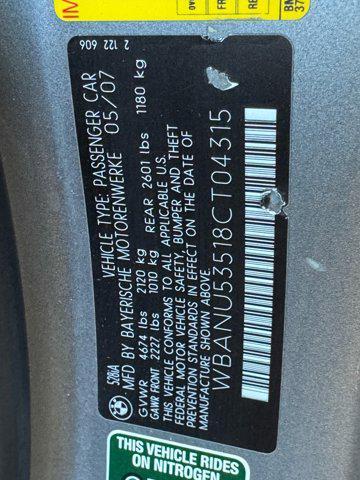 528iA
VEHICLE TYPE: PASSENGER CAR
MFD BY BAYERISCHE MOTORENWERKE 05/07
GVWR 4674 lbs 2120 kg
GAWR FRONT 2227 lbs 1010 kg REAR 2601 lbs 1180 kg
THIS VEHICLE CONFORMS TO ALL APPLICABLE U.S.
FEDERAL MOTOR VEHICLE SAFETY, BUMPER AND THEFT
PREVENTION STANDARDS IN EFFECT ON THE DATE OF
MANUFACTURE SHOWN ABOVE.
WBANU53518CT04315
2 122 606
THIS VEHICLE RIDES
ON NITROGEN